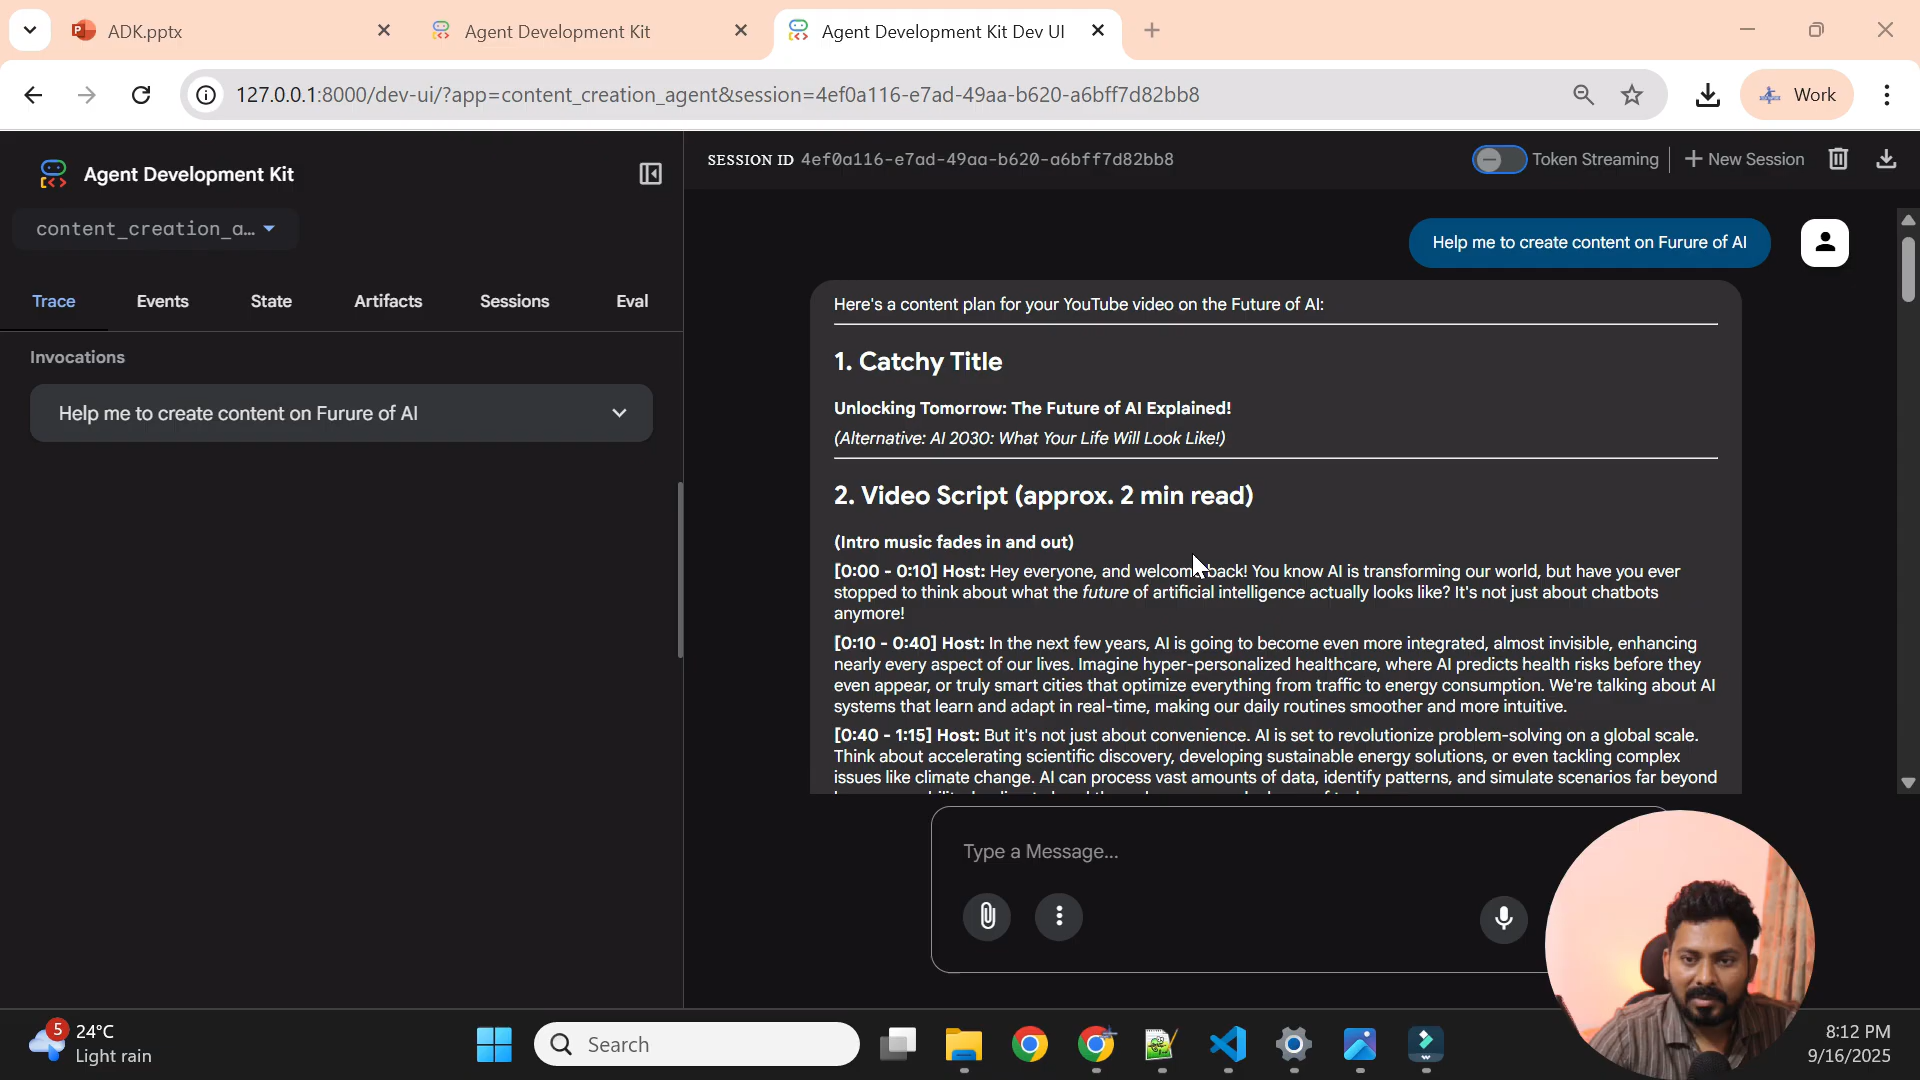 ADK.pptx
Agent Development Kit
Agent Development Kit Dev UI
127.0.0.1:8000/dev-ui/?app=content_creation_agent&session=4ef0a116-e7ad-49aa-b620-a6bff7d82bb8
Work
Agent Development Kit
content_creation_a...
Trace
Events
State
Artifacts
Sessions
Eval
Invocations
Help me to create content on Furure of AI
SESSION ID 4ef0a116-e7ad-49aa-b620-a6bff7d82bb8
Token Streaming
New Session
Help me to create content on Furure of AI
Here's a content plan for your YouTube video on the Future of AI:
1. Catchy Title
Unlocking Tomorrow: The Future of AI Explained!
(Alternative: AI 2030: What Your Life Will Look Like!)
2. Video Script (approx. 2 min read)
(Intro music fades in and out)
[0:00 - 0:10] Host: Hey everyone, and welcome back! You know AI is transforming our world, but have you ever
stopped to think about what the future of artificial intelligence actually looks like? It's not just about chatbots
anymore!
[0:10 - 0:40] Host: In the next few years, AI is going to become even more integrated, almost invisible, enhancing
nearly every aspect of our lives. Imagine hyper-personalized healthcare, where AI predicts health risks before they
even appear, or truly smart cities that optimize everything from traffic to energy consumption. We're talking about AI
systems that learn and adapt in real-time, making our daily routines smoother and more intuitive.
[0:40 - 1:15] Host: But it's not just about convenience. AI is set to revolutionize problem-solving on a global scale.
Think about accelerating scientific discovery, developing sustainable energy solutions, or even tackling complex
issues like climate change. AI can process vast amounts of data, identify patterns, and simulate scenarios far beyond
Type a Message...
5
24°C
Light rain
Search
8:12 PM
9/16/2025